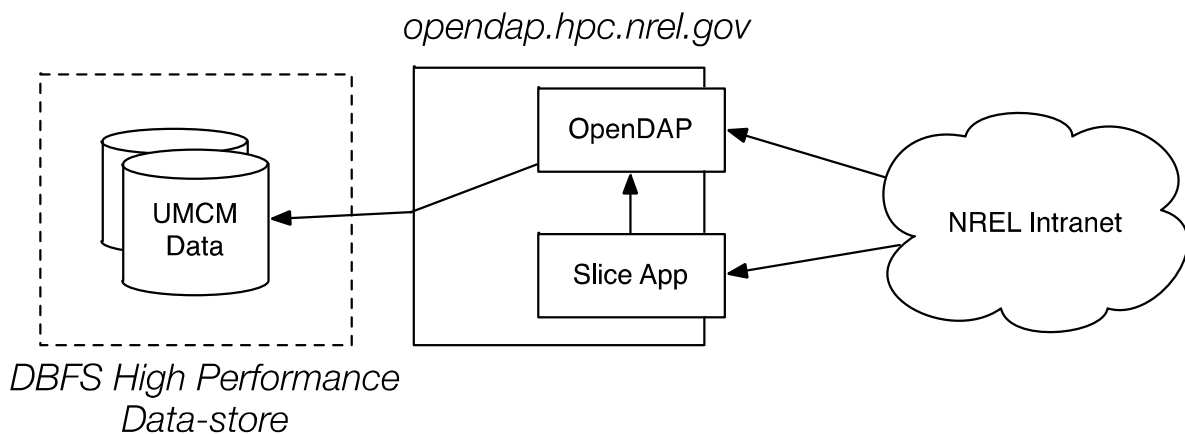 opendap.hpc.nrel.gov
OpenDAP
UMCM
Data
NREL Intranet
Slice App
DBFS High Performance
Data-store